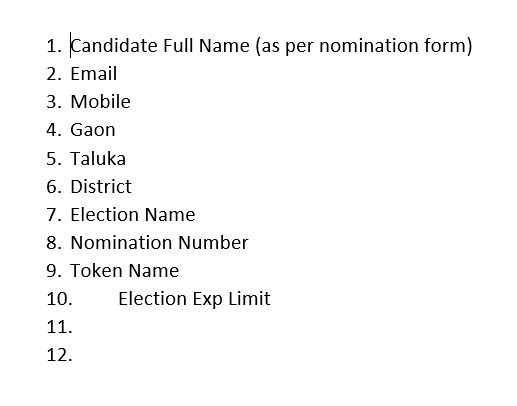 1. Candidate Full Name (as per nomination form)
2. Email
3. Mobile
4. Gaon
5. Taluka
6. District
7. Election Name
8. Nomination Number
9. Token Name
10. Election Exp Limit
11.
12.